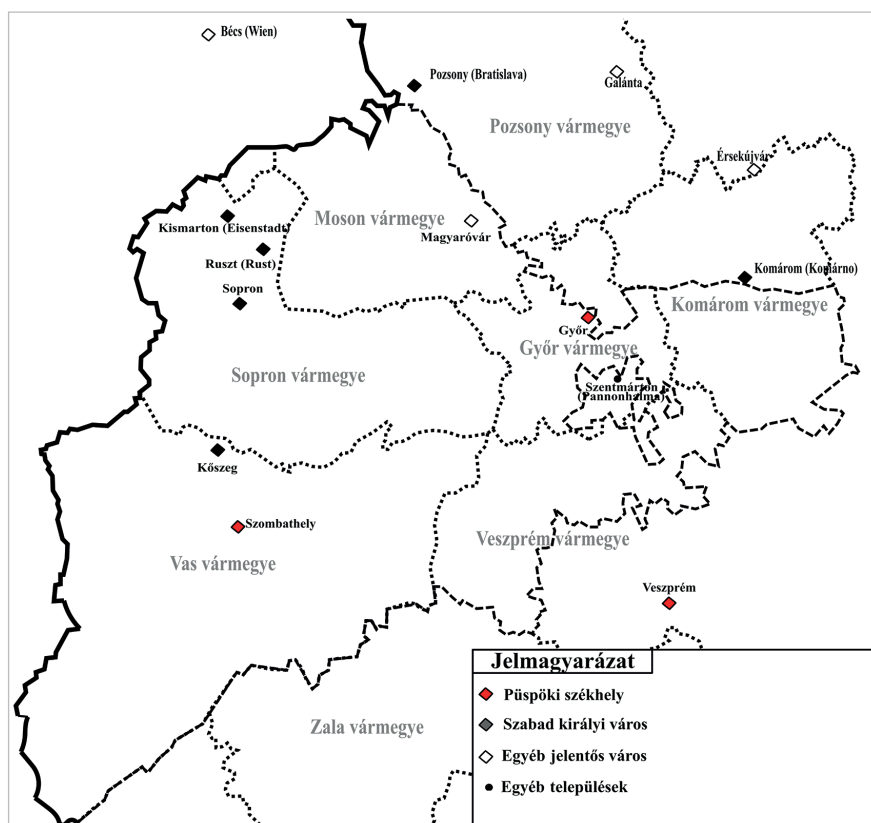 Bécs (Wien)
Pozsony (Bratislava)
Galánta
Pozsony vármegye
Érsekújvár
Moson vármegye
Magyaróvár
Kismarton (Eisenstadt)
Ruszt (Rust)
Sopron
Komárom (Komárno)
Komárom vármegye
Győr
Győr vármegye
Sopron vármegye
Szentmárton
(Pannonhalma)
Kőszeg
Szombathely
Vas vármegye
Veszprém vármegye
Veszprém
Zala vármegye
Jelmagyarázat
Püspöki székhely
Szabad királyi város
Egyéb jelentős város
Egyéb települések